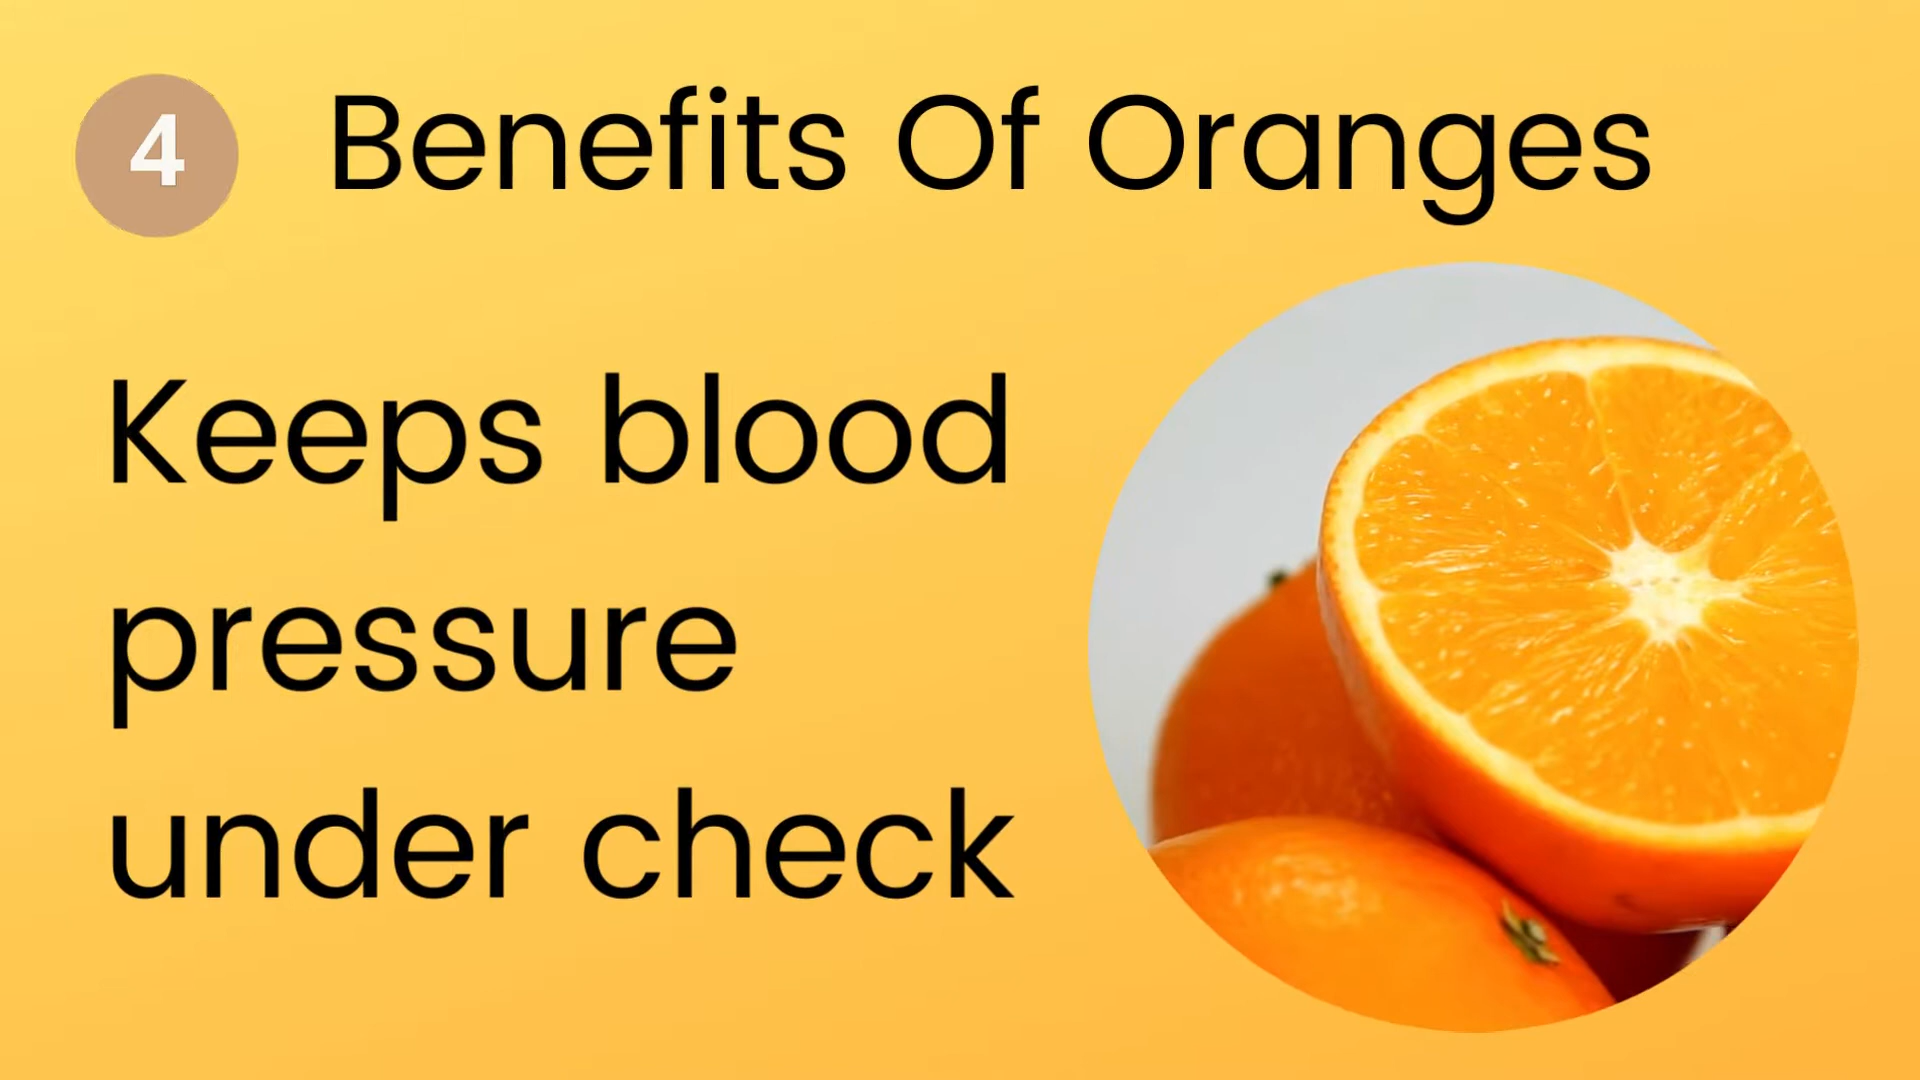 4 Benefits Of Oranges
Keeps blood
pressure
under check